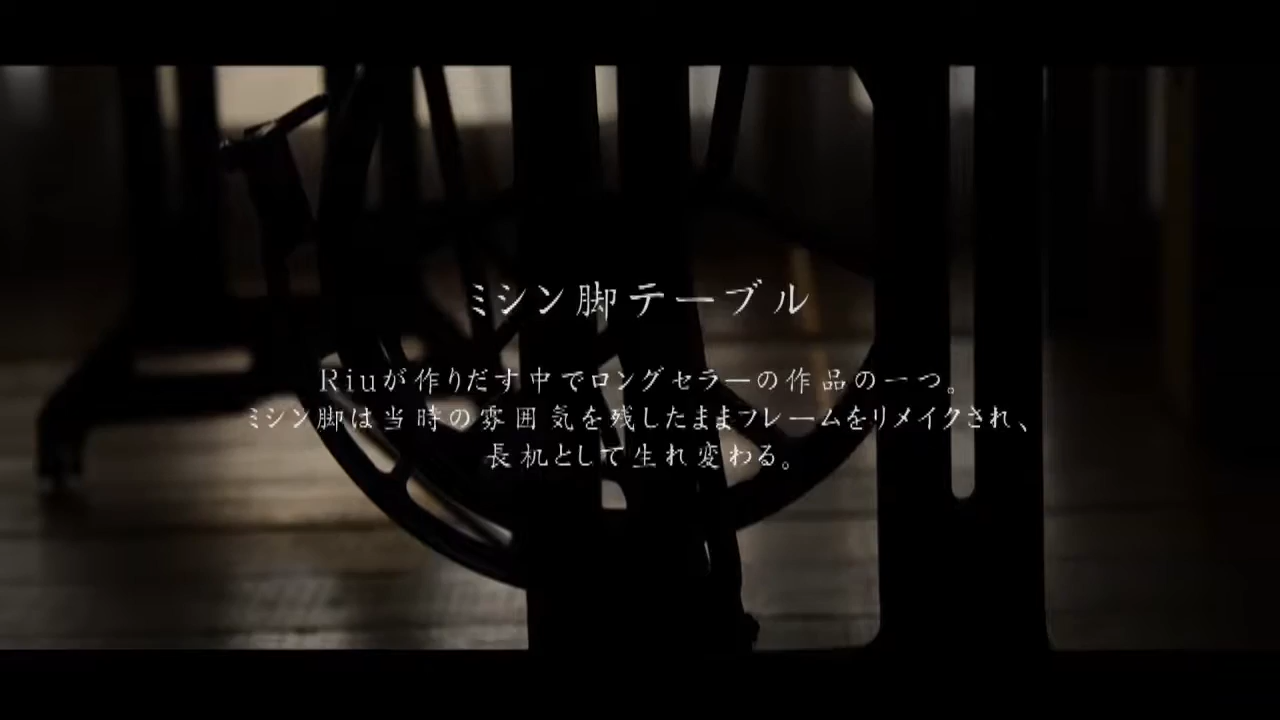 ミシン脚テーブル
Riuが作りだす中でロングセラーの作品の一つ。
ミシン脚は当時の雰囲気を残したままフレームをリメイクされ、
長机として生れ変わる。